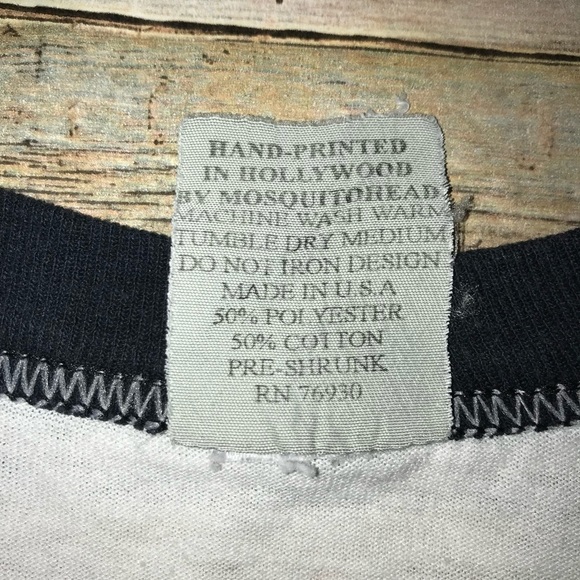 HAND-PRINTED
IN HOLLYWOOD
BY MOSQUITOHEAD
MACHINE WASH WARM
TUMBLE DRY MEDIUM
DO NOT IRON DESIGN
MADE IN U.S.A
50% POLYESTER
50% COTTON
PRE-SHRUNK
RN 76930